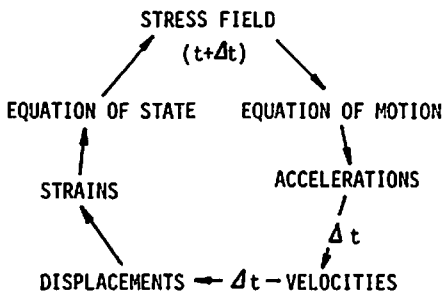 STRESS FIELD
(t+Δt)
EQUATION OF STATE
EQUATION OF MOTION
STRAINS
ACCELERATIONS
Δt
DISPLACEMENTS
Δt
VELOCITIES